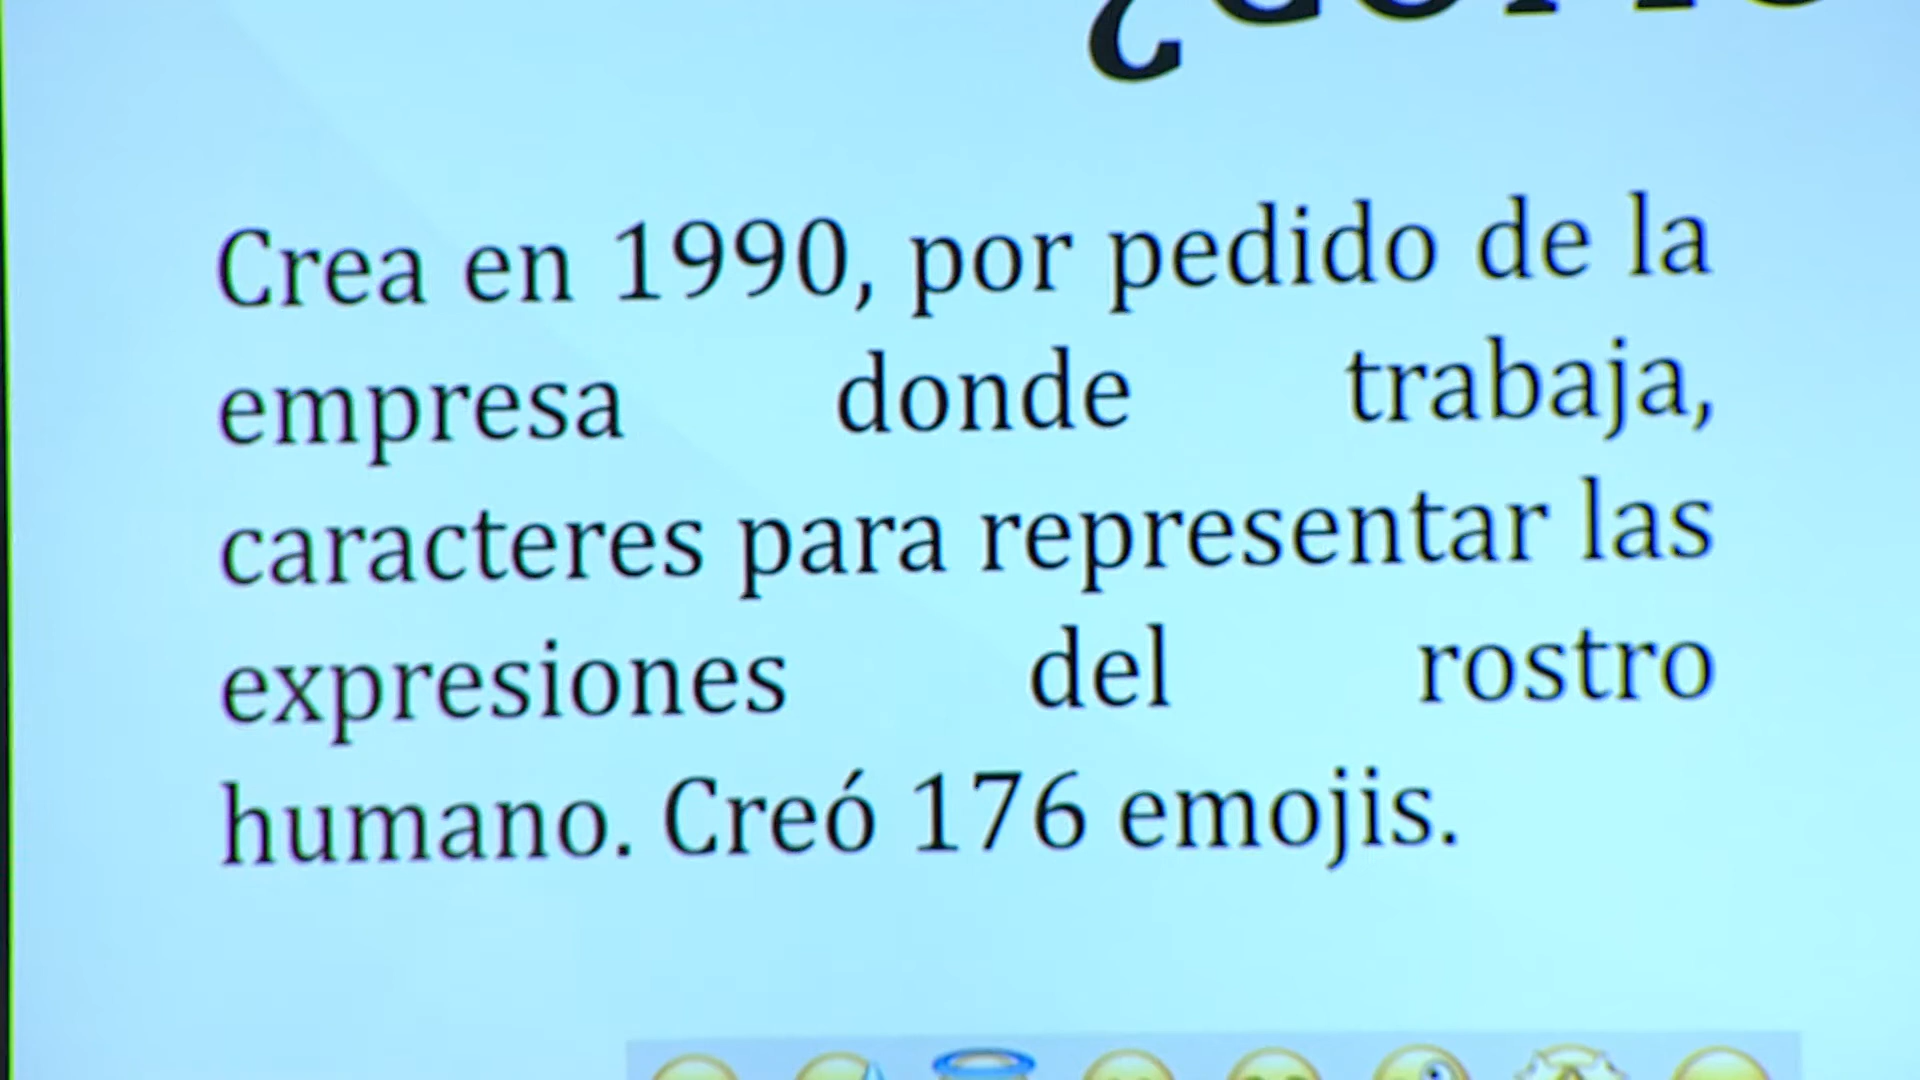 Crea en 1990, por pedido de la
empresa donde trabaja,
caracteres para representar las
expresiones del rostro
humano. Creó 176 emojis.